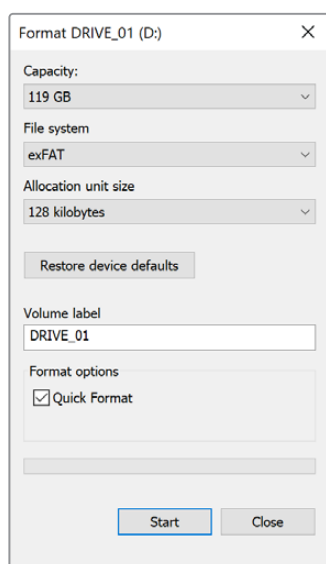 Format DRIVE_01 (D:)
Capacity:
119 GB
File system
exFAT
Allocation unit size
128 kilobytes
Restore device defaults
Volume label
DRIVE_01
Format options
Quick Format
Start Close